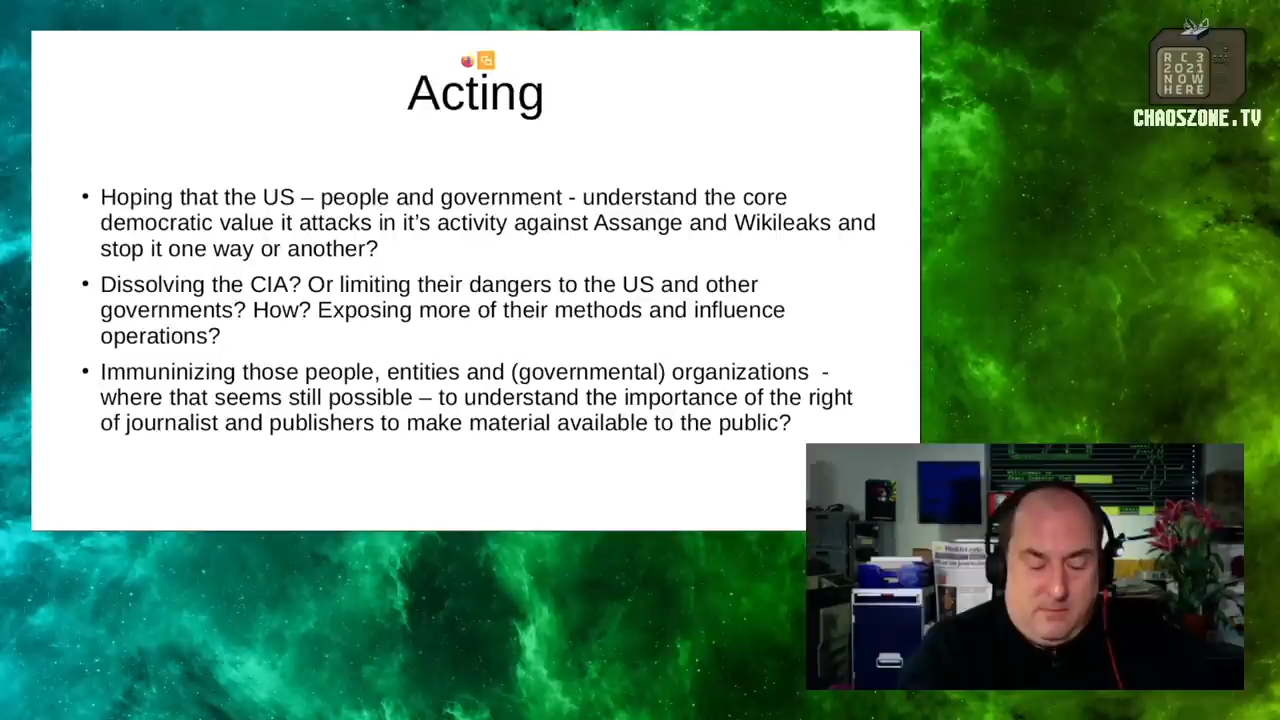 Acting
• Hoping that the US – people and government - understand the core
democratic value it attacks in it’s activity against Assange and Wikileaks and
stop it one way or another?
• Dissolving the CIA? Or limiting their dangers to the US and other
governments? How? Exposing more of their methods and influence
operations?
• Immuninizing those people, entities and (governmental) organizations  -
where that seems still possible – to understand the importance of the right
of journalist and publishers to make material available to the public?
RC3
2021
NOW
HERE
CHAOSZONE.TV